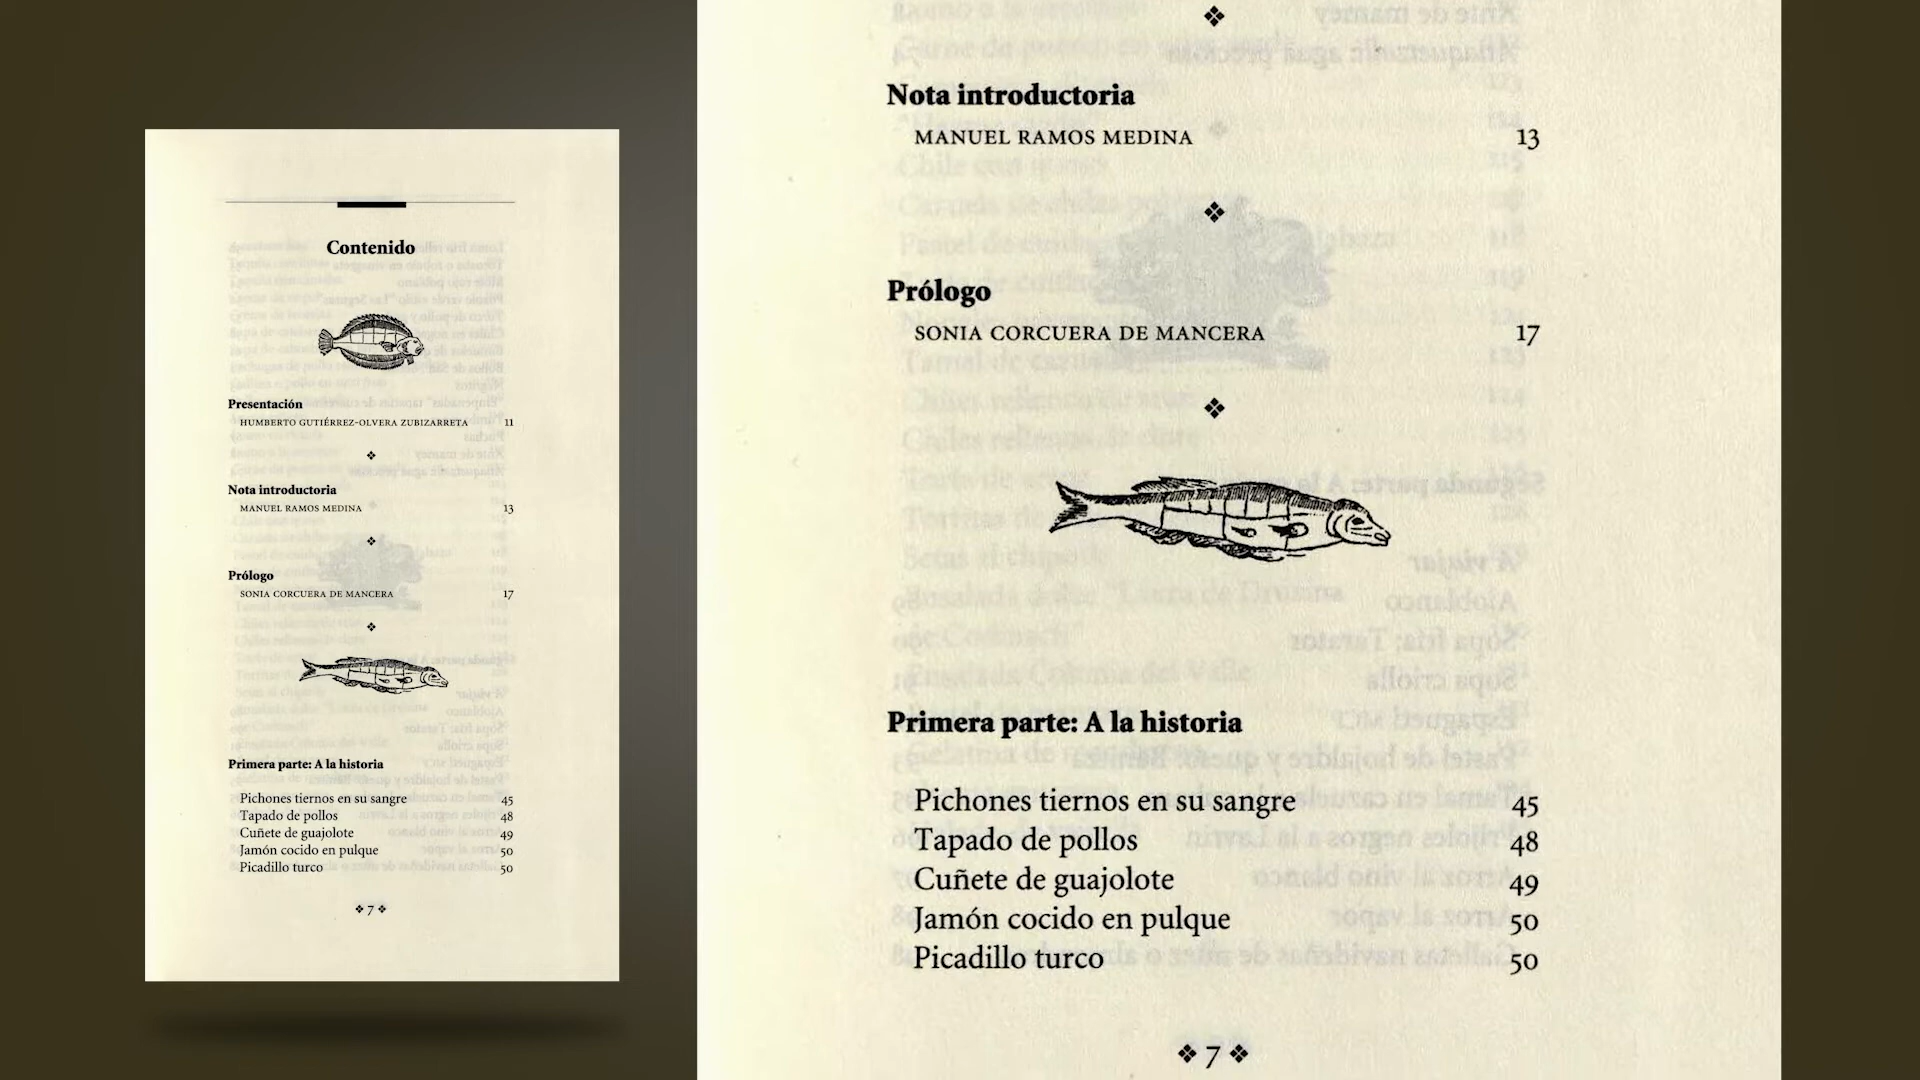 Contenido
Presentación
HUMBERTO GUTIÉRREZ-OLVERA ZUBIZARRETA 11
Nota introductoria
MANUEL RAMOS MEDINA 13
Prólogo
SONIA CORCUERA DE MANCERA 17
Primera parte: A la historia
Pichones tiernos en su sangre 45
Tapado de pollos 48
Cuñete de guajolote 49
Jamón cocido en pulque 50
Picadillo turco 50
7
Nota introductoria
MANUEL RAMOS MEDINA 13
Prólogo
SONIA CORCUERA DE MANCERA 17
Primera parte: A la historia
Pichones tiernos en su sangre 45
Tapado de pollos 48
Cuñete de guajolote 49
Jamón cocido en pulque 50
Picadillo turco 50
7